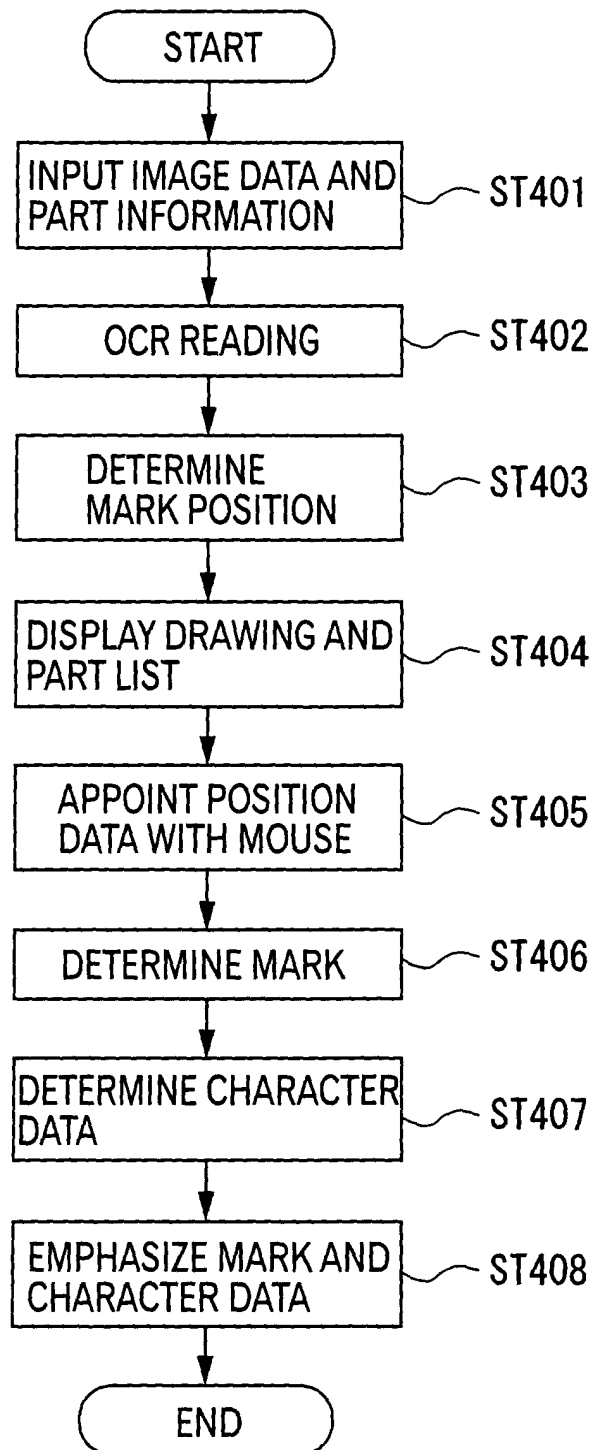 START
INPUT IMAGE DATA AND
PART INFORMATION
ST401
OCR READING
ST402
DETERMINE
MARK POSITION
ST403
DISPLAY DRAWING AND
PART LIST
ST404
APPOINT POSITION
DATA WITH MOUSE
ST405
DETERMINE MARK
ST406
DETERMINE CHARACTER
DATA
ST407
EMPHASIZE MARK AND
CHARACTER DATA
ST408
END